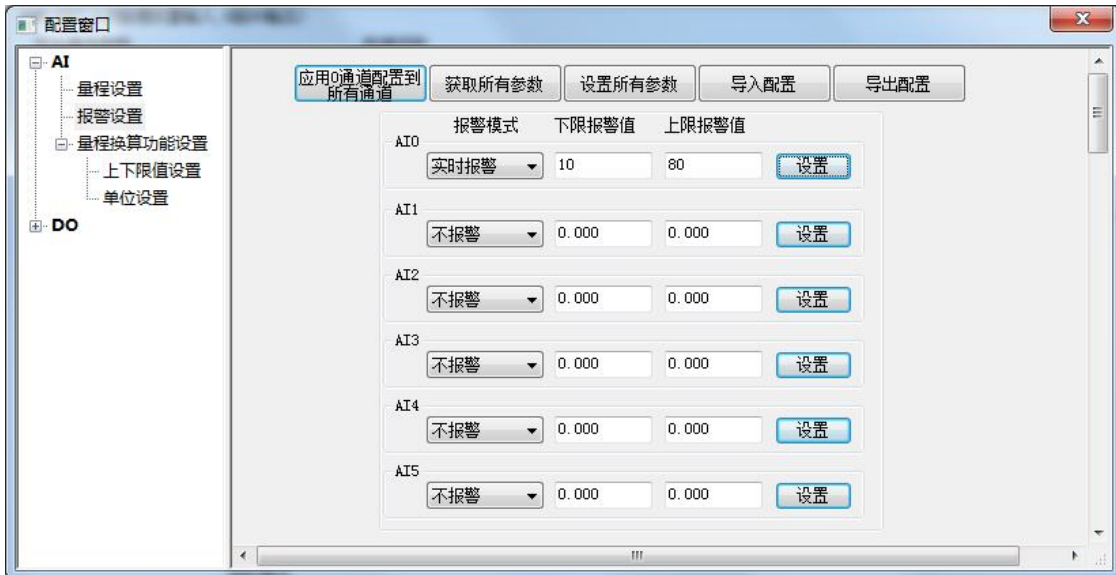 配置窗口
AI
量程设置
报警设置
量程换算功能设置
上下限值设置
单位设置
DO
应用0通道配置到
所有通道
获取所有参数
设置所有参数
导入配置
导出配置
报警模式 下限报警值 上限报警值
AI0
实时报警 10 80 设置
AI1
不报警 0.000 0.000 设置
AI2
不报警 0.000 0.000 设置
AI3
不报警 0.000 0.000 设置
AI4
不报警 0.000 0.000 设置
AI5
不报警 0.000 0.000 设置